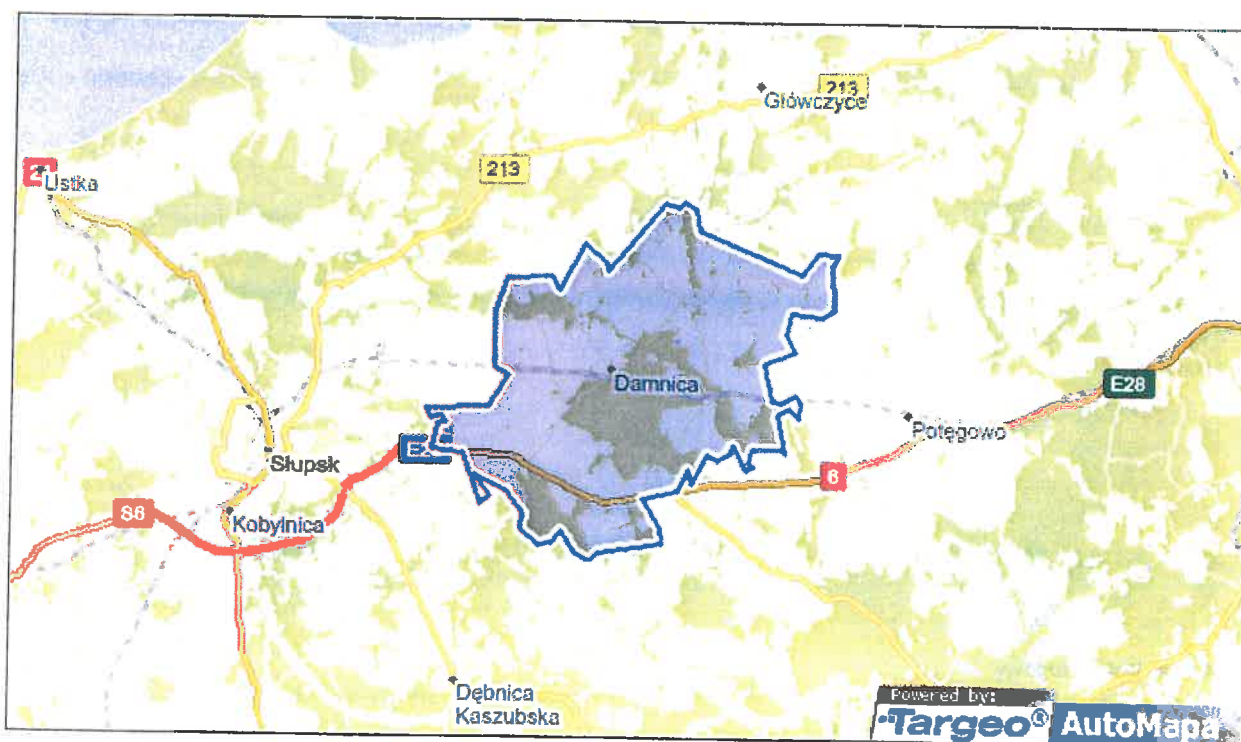 213
Główczyce
213
Ustka
Damnica
E28
Potęgowo
Słupsk
6
S6
Kobylnica
Dębnica
Kaszubska
Powered by:
Targeo® AutoMapa